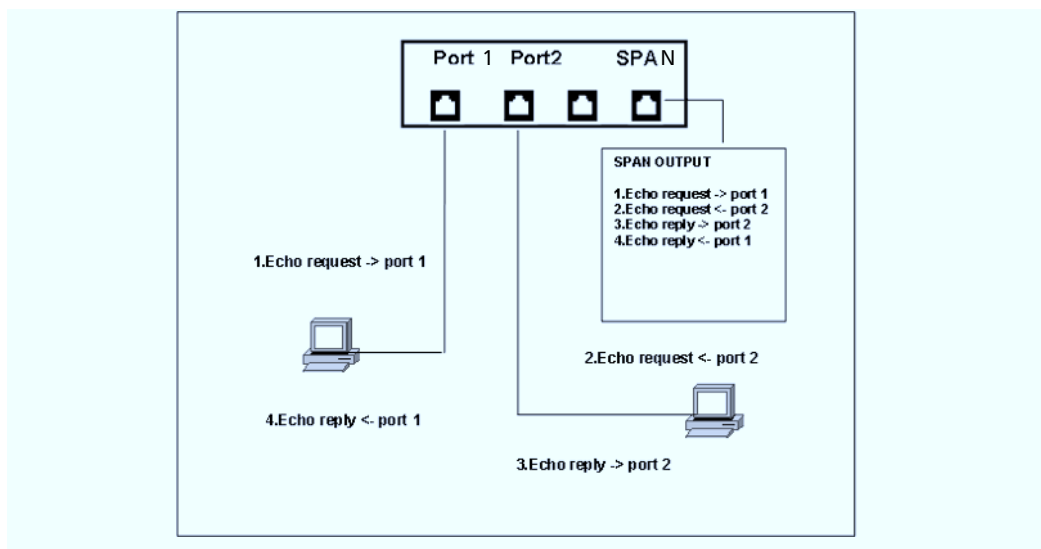 Port 1 Port2 SPAN
SPAN OUTPUT
1.Echo request -> port 1
2.Echo request <- port 2
3.Echo reply -> port 2
4.Echo reply <- port 1
1.Echo request -> port 1
2.Echo request <- port 2
4.Echo reply <- port 1
3.Echo reply -> port 2